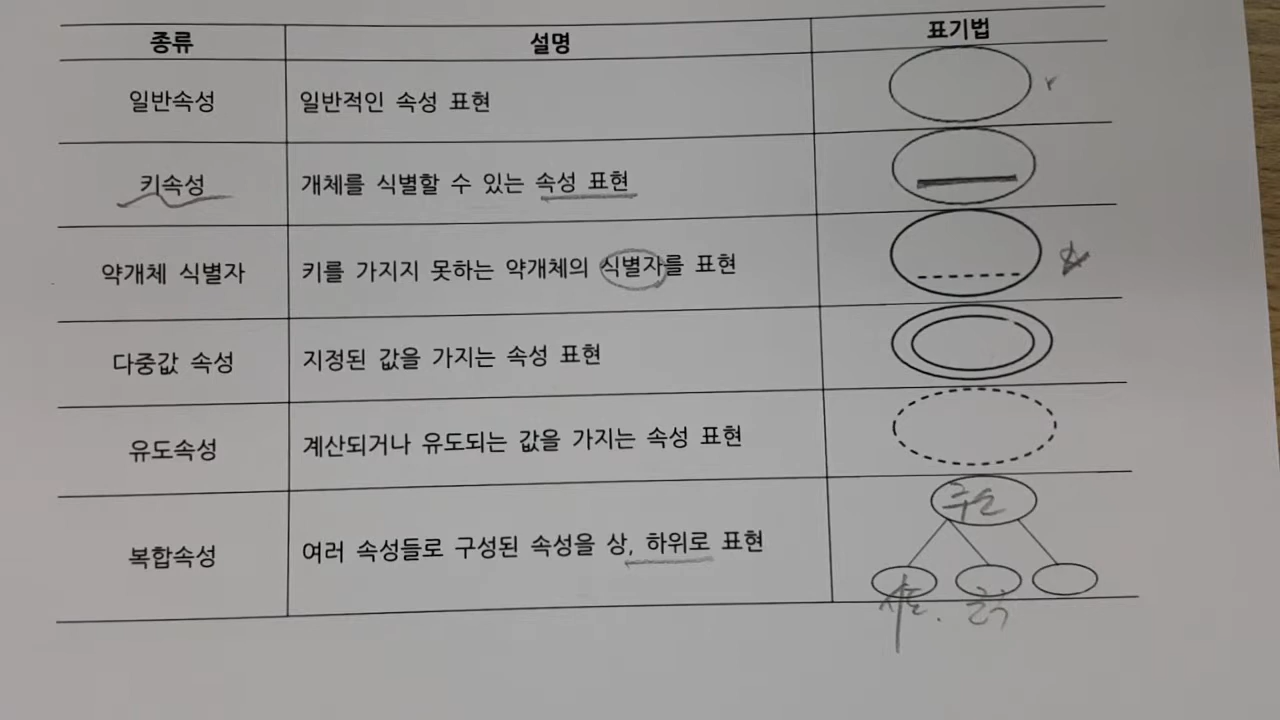 종류 설명 표기법
일반속성 일반적인 속성 표현
키속성 개체를 식별할 수 있는 속성 표현
약개체 식별자 키를 가지지 못하는 약개체의 식별자를 표현
다중값 속성 지정된 값을 가지는 속성 표현
유도속성 계산되거나 유도되는 값을 가지는 속성 표현
주소
복합속성 여러 속성들로 구성된 속성을 상, 하위로 표현